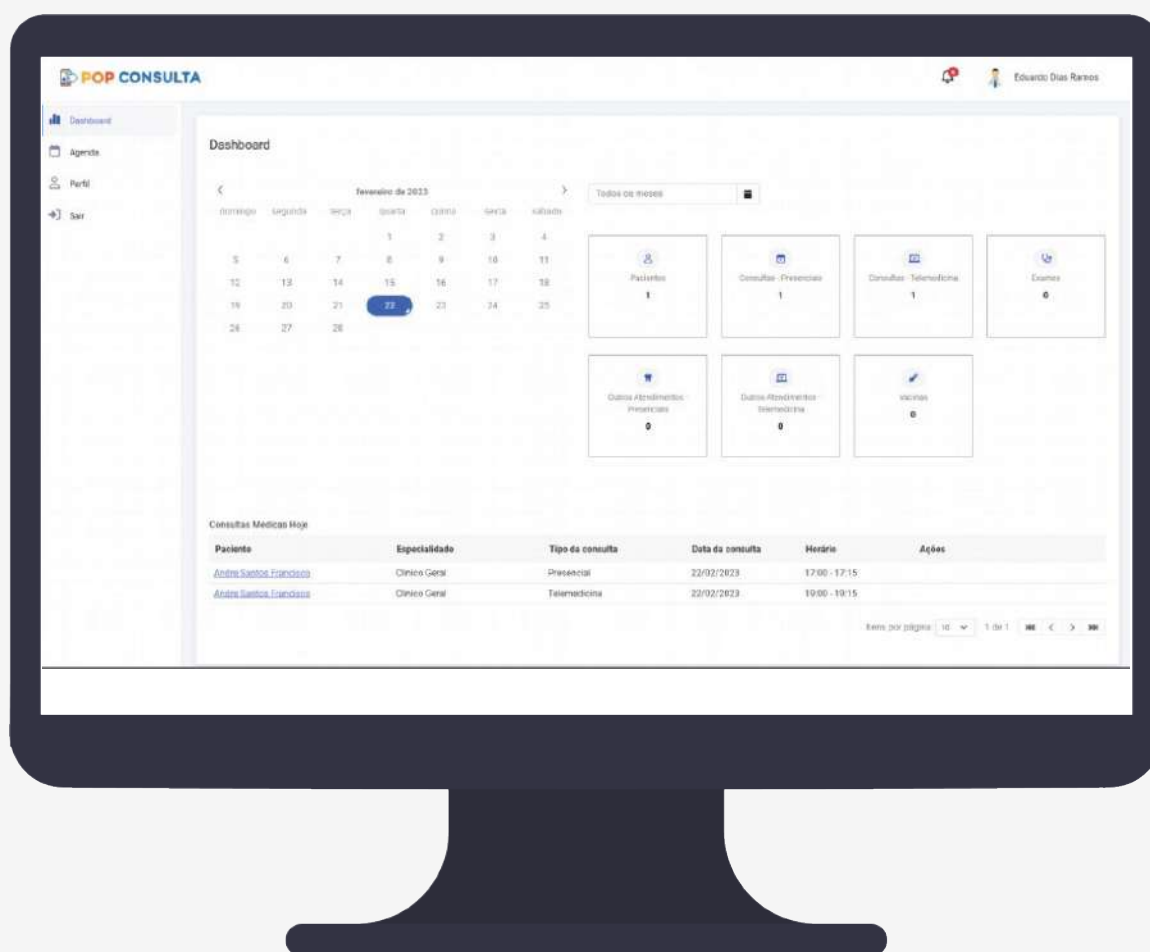 POP CONSULTA
Eduardo Dias Ramos
Dashboard
Agenda
Perfil
Sair
Dashboard
fevereiro de 2023
domingo segunda terça quarta quinta sexta sábado
1 2 3 4
5 6 7 8 9 10 11
12 13 14 15 16 17 18
19 20 21 22 23 24 25
26 27 28
Todos os meses
Pacientes
1
Consultas - Presenciais
1
Consultas - Telemedicina
1
Exames
0
Outros Atendimentos -
Presenciais
0
Outros Atendimentos -
Telemedicina
0
Vacinas
0
Consultas Médicas Hoje
Paciente Especialidade Tipo da consulta Data da consulta Horário Ações
Andre Santos Francisco Clínico Geral Presencial 22/02/2023 17:00 - 17:15
Andre Santos Francisco Clínico Geral Telemedicina 22/02/2023 19:00 - 19:15
Itens por página 10 1 de 1